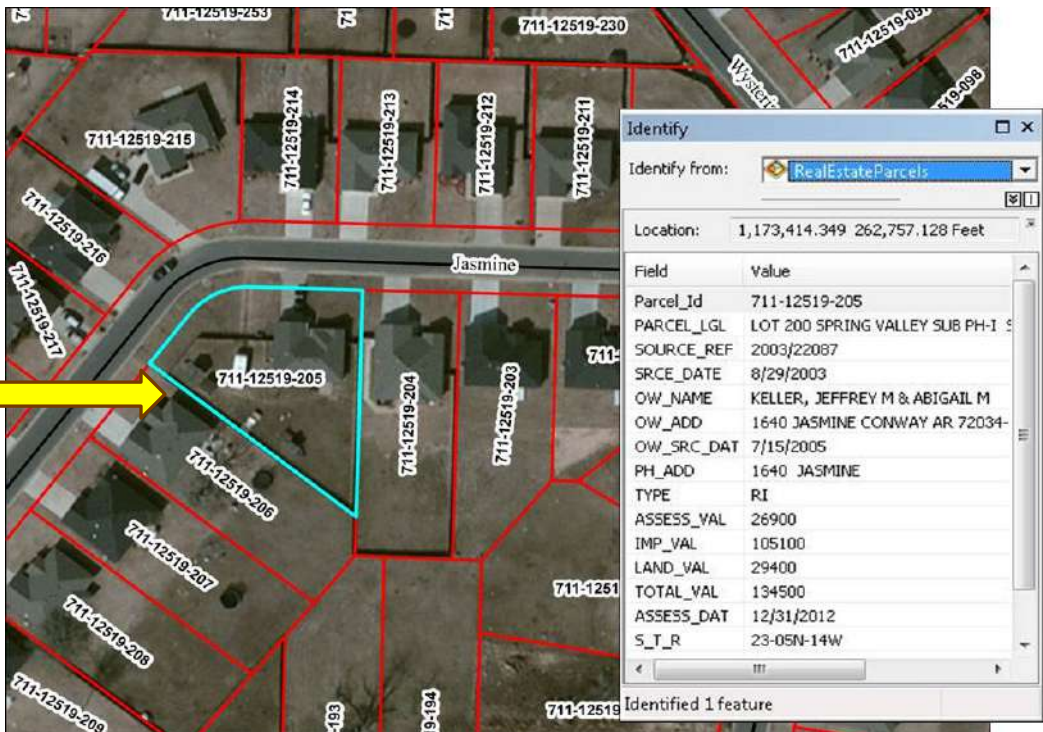 711-12519-253
711-12519-230
711-12519-091
Wysteria
-12519-098
711-12519-215
711-12519-214
711-12519-213
711-12519-212
711-12519-211
711-12519-216
711-12519-217
Jasmine
711-12519-205
711-12519-204
711-12519-203
711-12519-206
711-12519-207
711-12519-208
711-12519-209
-193
-194
Identify
Identify from: RealEstateParcels
Location: 1,173,414.349 262,757.128 Feet
Field Value
Parcel_Id 711-12519-205
PARCEL_LGL LOT 200 SPRING VALLEY SUB PH-I S
SOURCE_REF 2003/22087
SRCE_DATE 8/29/2003
OW_NAME KELLER, JEFFREY M & ABIGAIL M
OW_ADD 1640 JASMINE CONWAY AR 72034-
OW_SRC_DAT 7/15/2005
PH_ADD 1640 JASMINE
TYPE RI
ASSESS_VAL 26900
IMP_VAL 105100
LAND_VAL 29400
TOTAL_VAL 134500
ASSESS_DAT 12/31/2012
S_T_R 23-05N-14W
Identified 1 feature